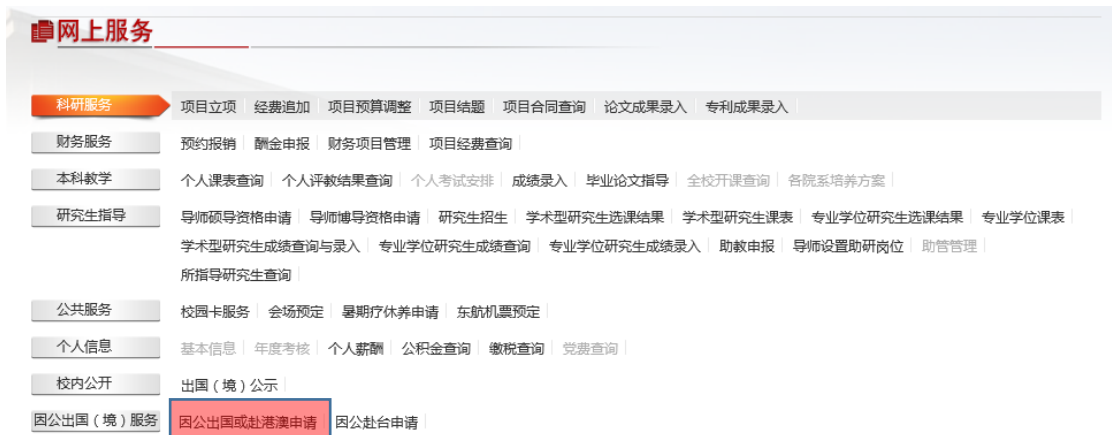 网上服务
科研服务 项目立项 经费追加 项目预算调整 项目结题 项目合同查询 论文成果录入 专利成果录入
财务服务 预约报销 酬金申报 财务项目管理 项目经费查询
本科教学 个人课表查询 个人评教结果查询 个人考试安排 成绩录入 毕业论文指导 全校开课查询 各院系培养方案
研究生指导 导师硕导资格申请 导师博导资格申请 研究生招生 学术型研究生选课结果 学术型研究生课表 专业学位研究生选课结果 专业学位课表
学术型研究生成绩查询与录入 专业学位研究生成绩查询 专业学位研究生成绩录入 助教申报 导师设置助研岗位 助管管理
所指导研究生查询
公共服务 校园卡服务 会场预定 暑期疗休养申请 东航机票预定
个人信息 基本信息 年度考核 个人薪酬 公积金查询 缴税查询 党费查询
校内公开 出国（境）公示
因公出国（境）服务 因公出国或赴港澳申请 因公赴台申请